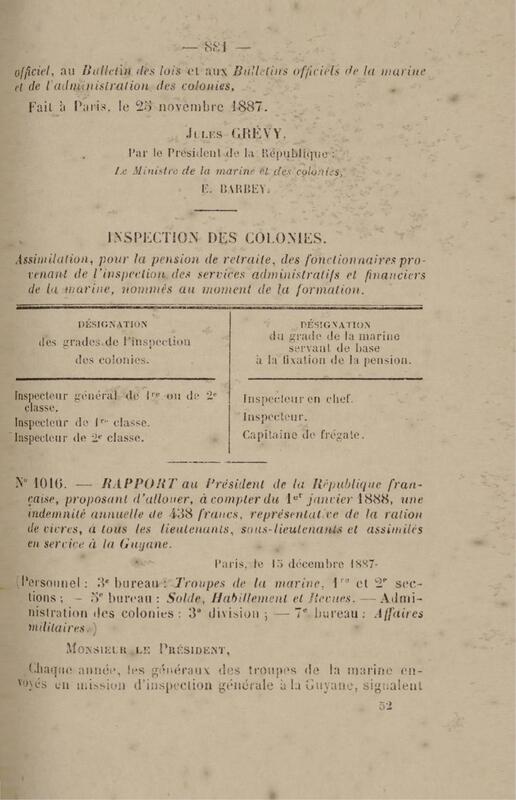 — 881 —
officiel, au Bulletin des lois et aux Bulletins officiels de la marine
et de l'administration des colonies.
Fait à Paris, le 25 novembre 1887.
JULES GRÉVY.
Par le Président de la République :
Le Ministre de la marine et des colonies,
E. BARBEY.
INSPECTION DES COLONIES.
Assimilation, pour la pension de retraite, des fonctionnaires pro-
venant de l'inspection des services administratifs et financiers
de la marine, nommés au moment de la formation.
DÉSIGNATION
des grades de l'inspection
des colonies.
DÉSIGNATION
du grade de la marine
servant de base
à la fixation de la pension.
Inspecteur général de 1re ou de 2e
classe.
Inspecteur de 1re classe.
Inspecteur de 2e classe.
Inspecteur en chef.
Inspecteur.
Capitaine de frégate.
N° 1016. — RAPPORT au Président de la République fran-
çaise, proposant d'allouer, à compter du 1er janvier 1888, une
indemnité annuelle de 438 francs, représentative de la ration
de vivres, à tous les lieutenants, sous-lieutenants et assimilés
en service à la Guyane.
Paris, le 15 décembre 1887.
(Personnel : 3e bureau : Troupes de la marine, 1re et 2e sec-
tions ; — 5e bureau : Solde, Habillement et Revues. — Admi-
nistration des colonies : 3e division ; — 7e bureau : Affaires
militaires.)
MONSIEUR LE PRÉSIDENT,
Chaque année, les généraux des troupes de la marine en-
voyés en mission d'inspection générale à la Guyane, signalent
52